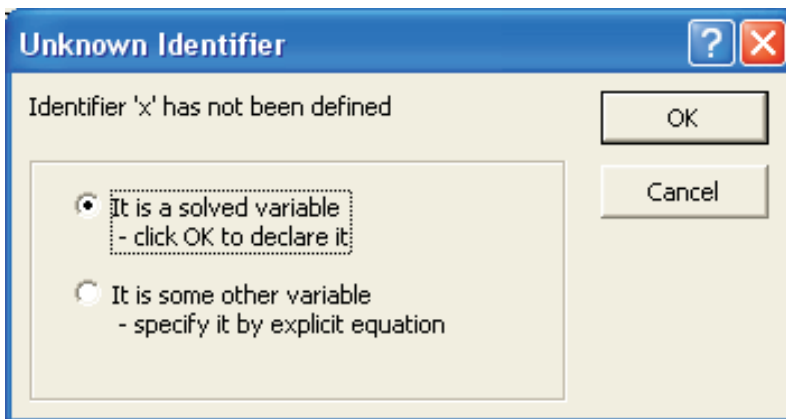 Unknown Identifier
Identifier 'x' has not been defined
OK
Cancel
It is a solved variable
- click OK to declare it
It is some other variable
- specify it by explicit equation